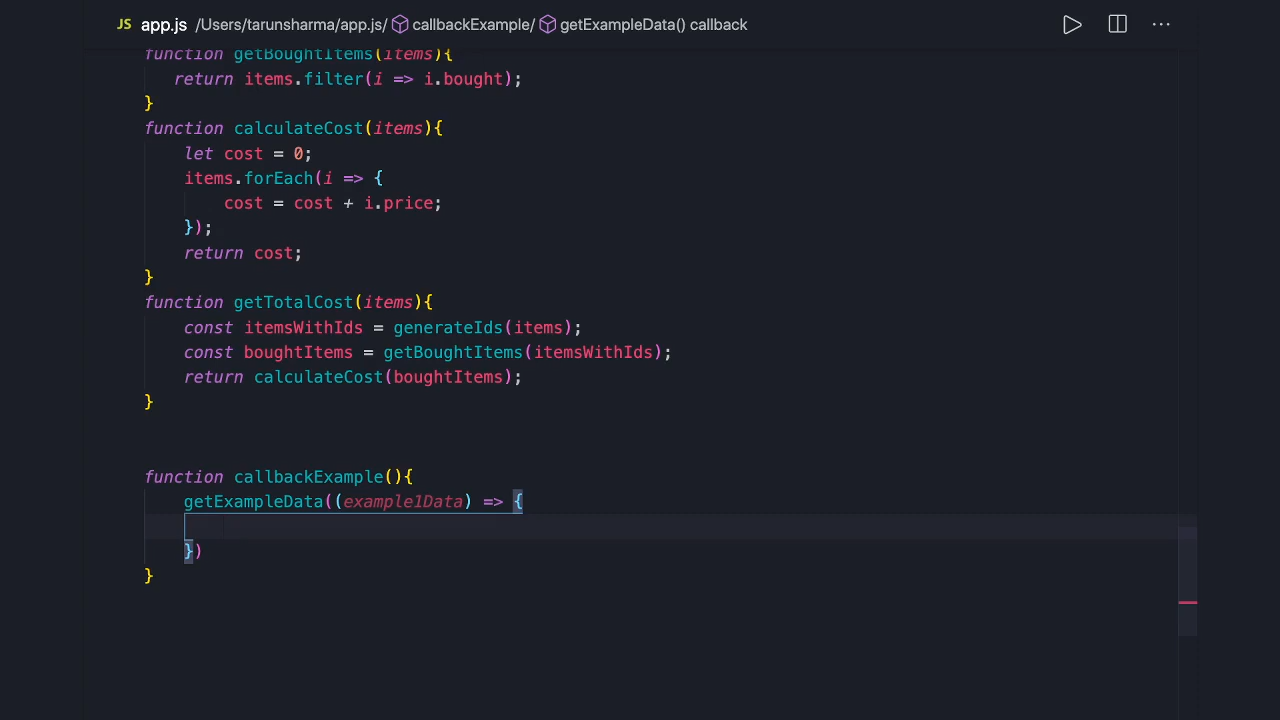 JS app.js /Users/tarunsharma/app.js/ callbackExample/ getExampleData() callback ...
function getBoughtItems(items){
return items.filter(i => i.bought);
}
function calculateCost(items){
let cost = 0;
items.forEach(i => {
cost = cost + i.price;
});
return cost;
}
function getTotalCost(items){
const itemsWithIds = generateIds(items);
const boughtItems = getBoughtItems(itemsWithIds);
return calculateCost(boughtItems);
}
function callbackExample(){
getExampleData((example1Data) => {
})
}